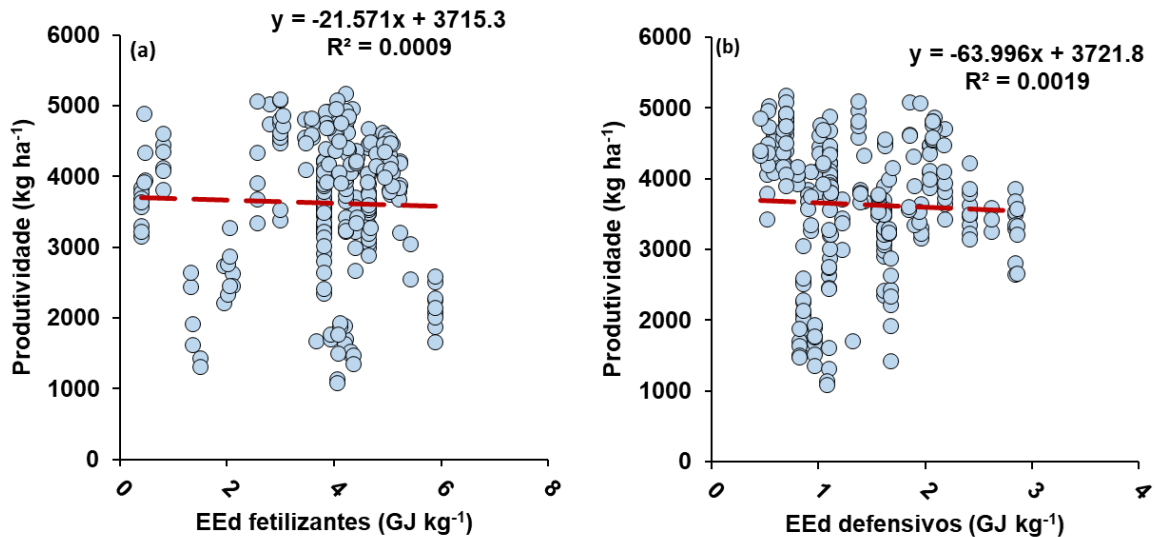 y = -21.571x + 3715.3
R² = 0.0009
(a)
6000
5000
4000
3000
2000
1000
0
Produtividade (kg ha⁻¹)
0
2
4
6
8
EEd fetilizantes (GJ kg⁻¹)
y = -63.996x + 3721.8
R² = 0.0019
(b)
6000
5000
4000
3000
2000
1000
0
Produtividade (kg ha⁻¹)
0
1
2
3
4
EEd defensivos (GJ kg⁻¹)